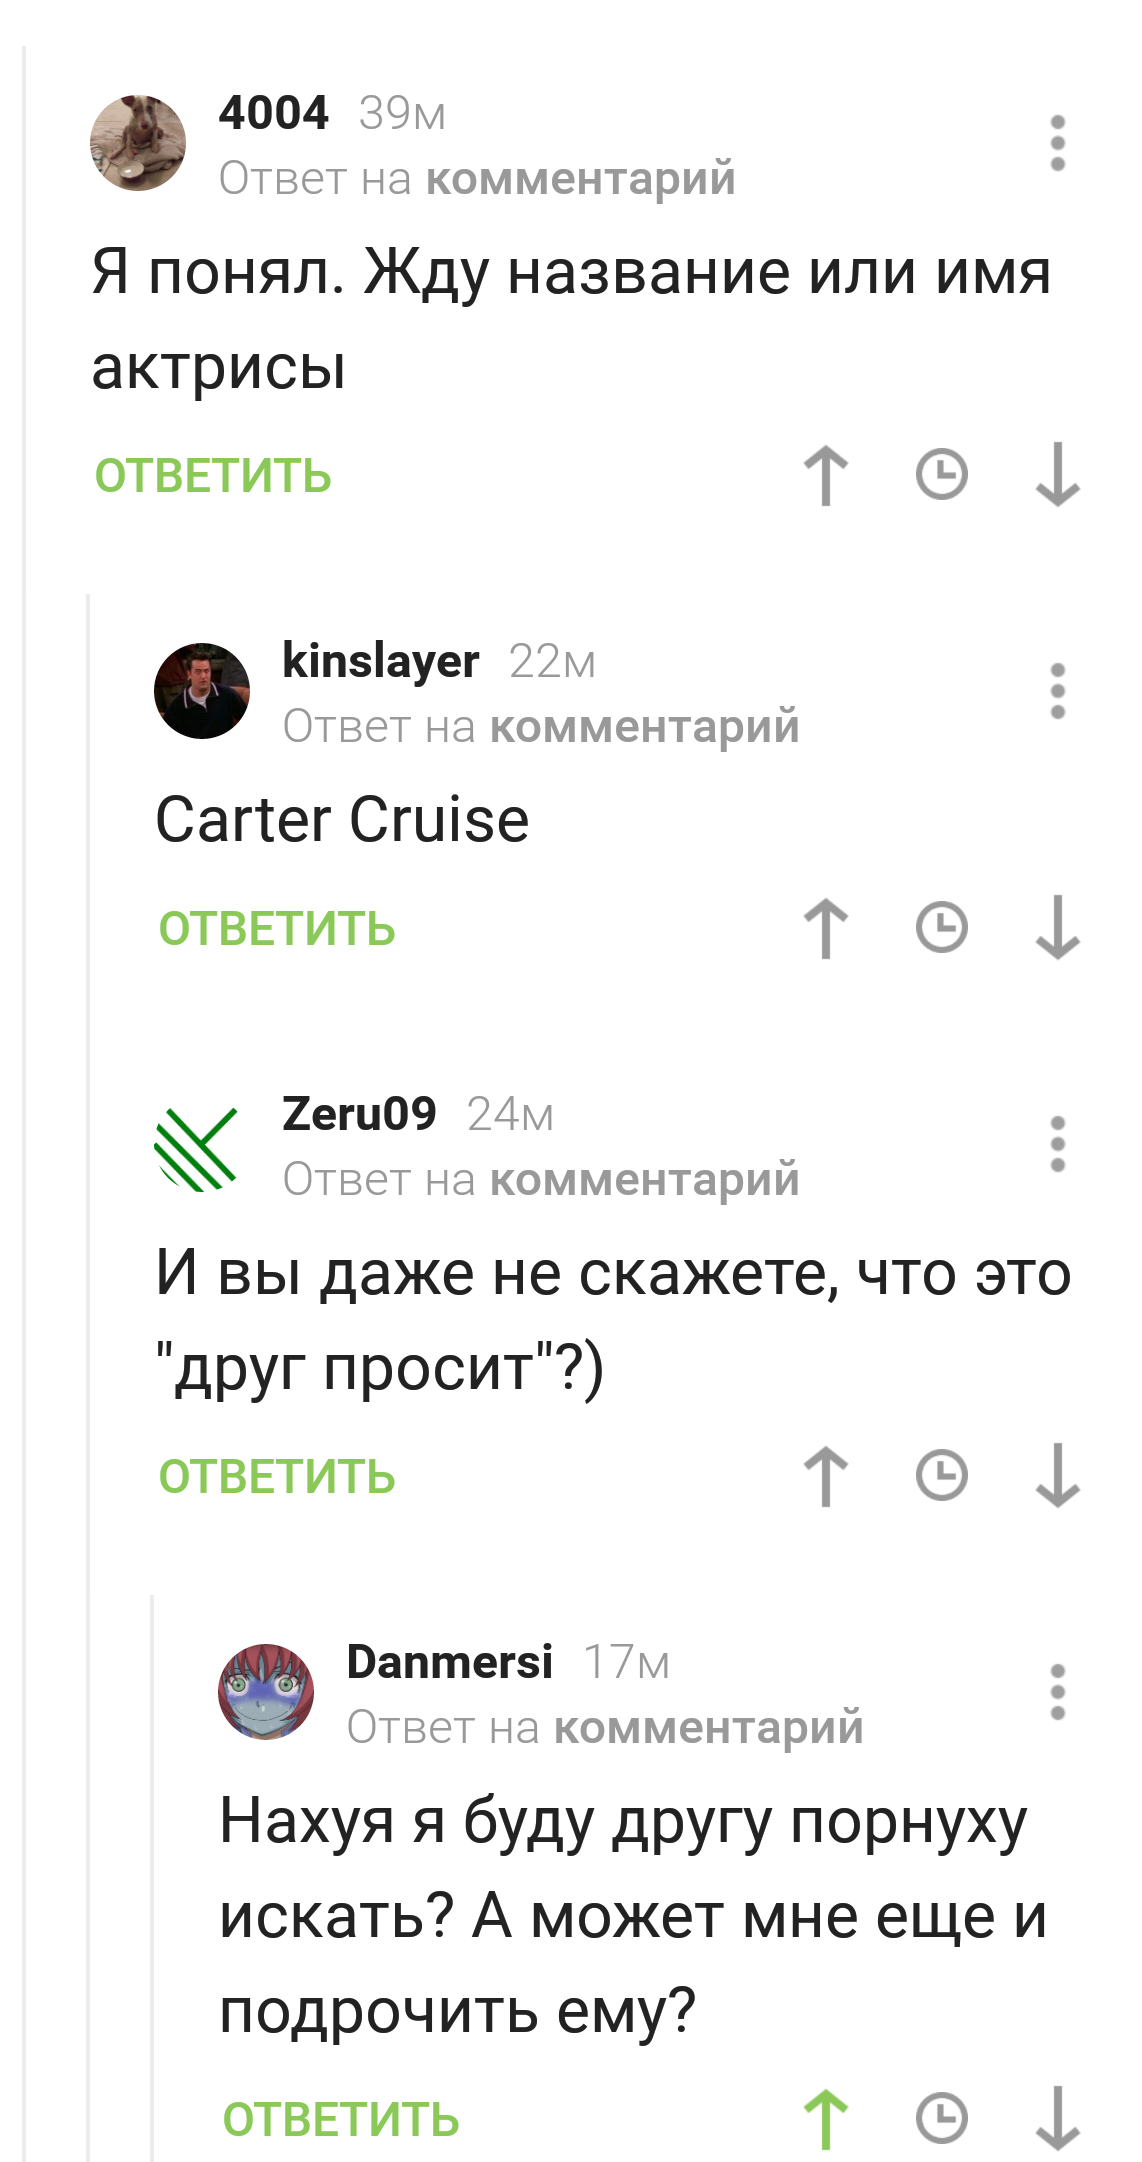 4004 39м
Ответ на комментарий
Я понял. Жду название или имя
актрисы
ОТВЕТИТЬ
kinslayer 22м
Ответ на комментарий
Carter Cruise
ОТВЕТИТЬ
Zeru09 24м
Ответ на комментарий
И вы даже не скажете, что это
"друг просит"?)
ОТВЕТИТЬ
Danmersi 17м
Ответ на комментарий
Нахуя я буду другу порнуху
искать? А может мне еще и
подрочить ему?
ОТВЕТИТЬ